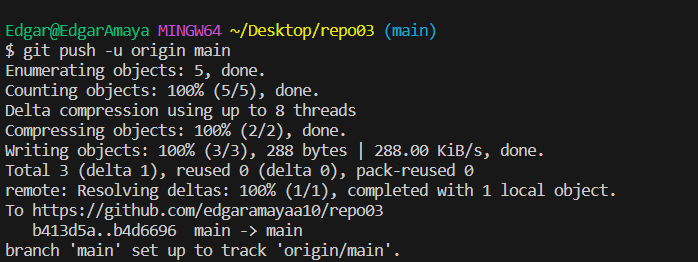 Edgar@EdgarAmaya MINGW64 ~/Desktop/repo03 (main)
$ git push -u origin main
Enumerating objects: 5, done.
Counting objects: 100% (5/5), done.
Delta compression using up to 8 threads
Compressing objects: 100% (2/2), done.
Writing objects: 100% (3/3), 288 bytes | 288.00 KiB/s, done.
Total 3 (delta 1), reused 0 (delta 0), pack-reused 0
remote: Resolving deltas: 100% (1/1), completed with 1 local object.
To https://github.com/edgaramayaa10/repo03
   b413d5a..b4d6696  main -> main
branch 'main' set up to track 'origin/main'.